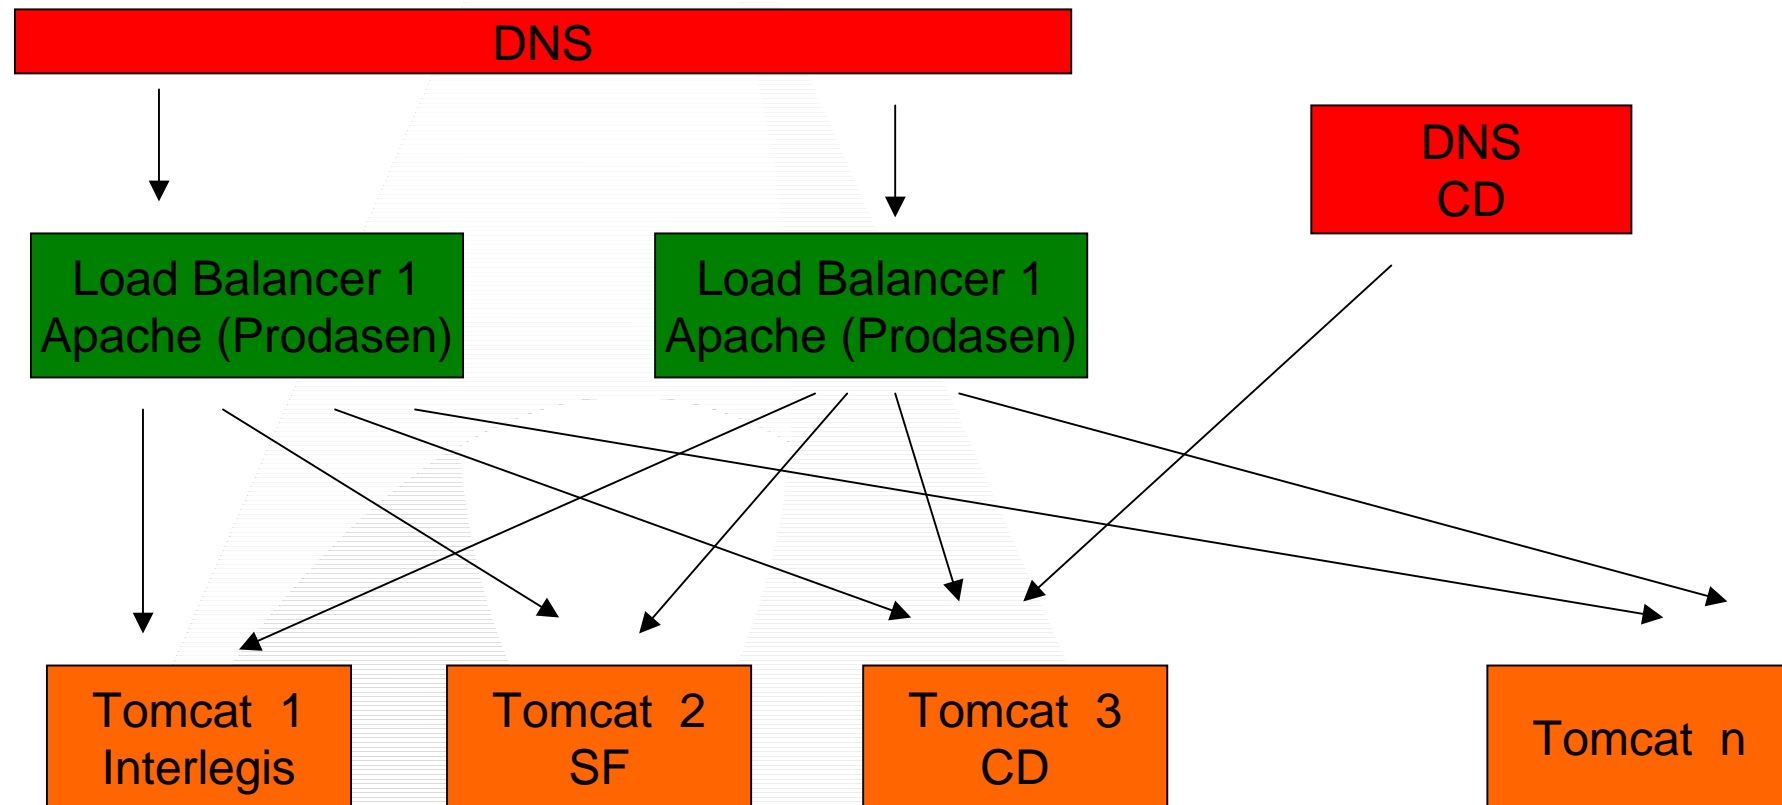 DNS
DNS
CD
Load Balancer 1
Apache (Prodasen)
Load Balancer 1
Apache (Prodasen)
Tomcat 1
Interlegis
Tomcat 2
SF
Tomcat 3
CD
Tomcat n